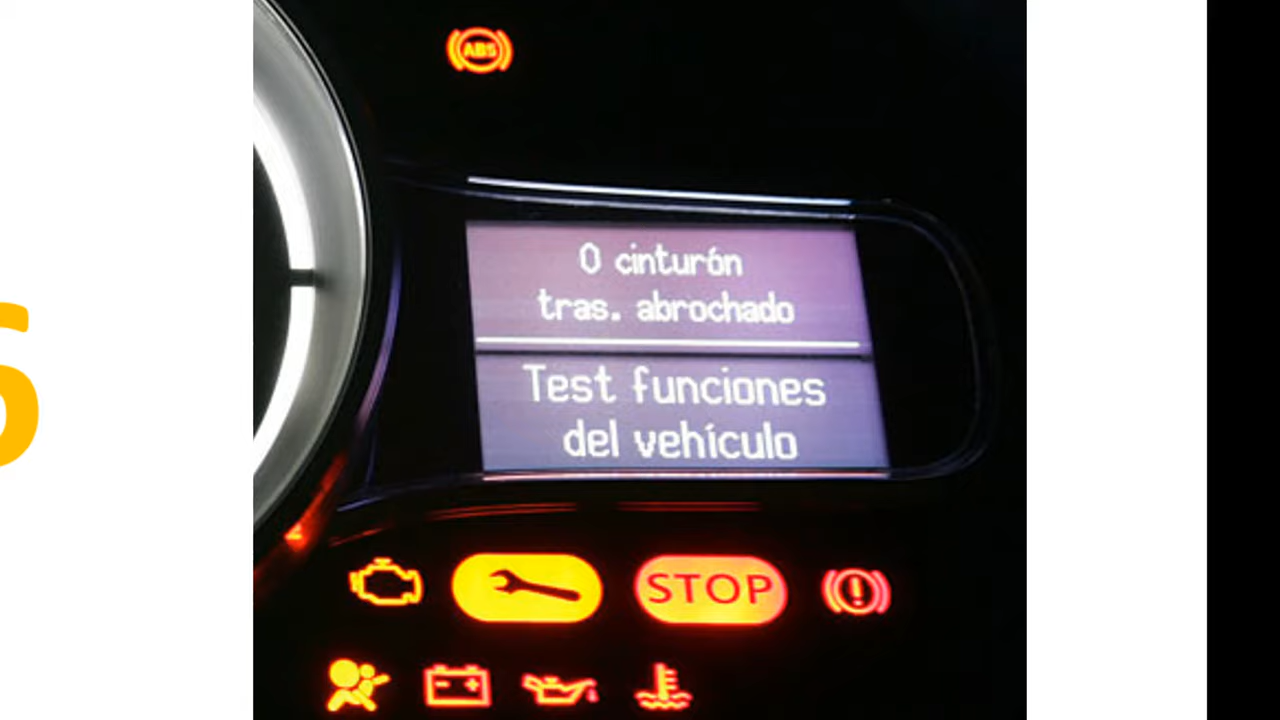 ABS
0 cinturón
tras. abrochado
Test funciones
del vehículo
STOP